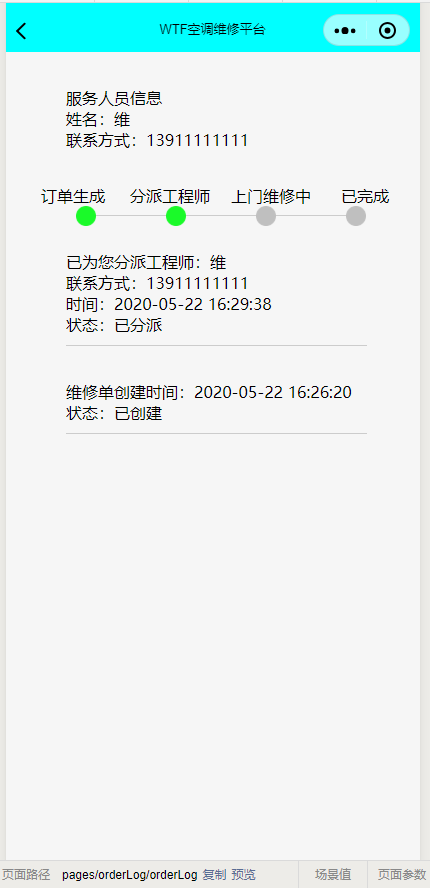 WTF空调维修平台
服务人员信息
姓名：维
联系方式：13911111111
订单生成 分派工程师 上门维修中 已完成
已为您分派工程师：维
联系方式：13911111111
时间：2020-05-22 16:29:38
状态：已分派
维修单创建时间：2020-05-22 16:26:20
状态：已创建
页面路径 pages/orderLog/orderLog 复制 预览 场景值 页面参数